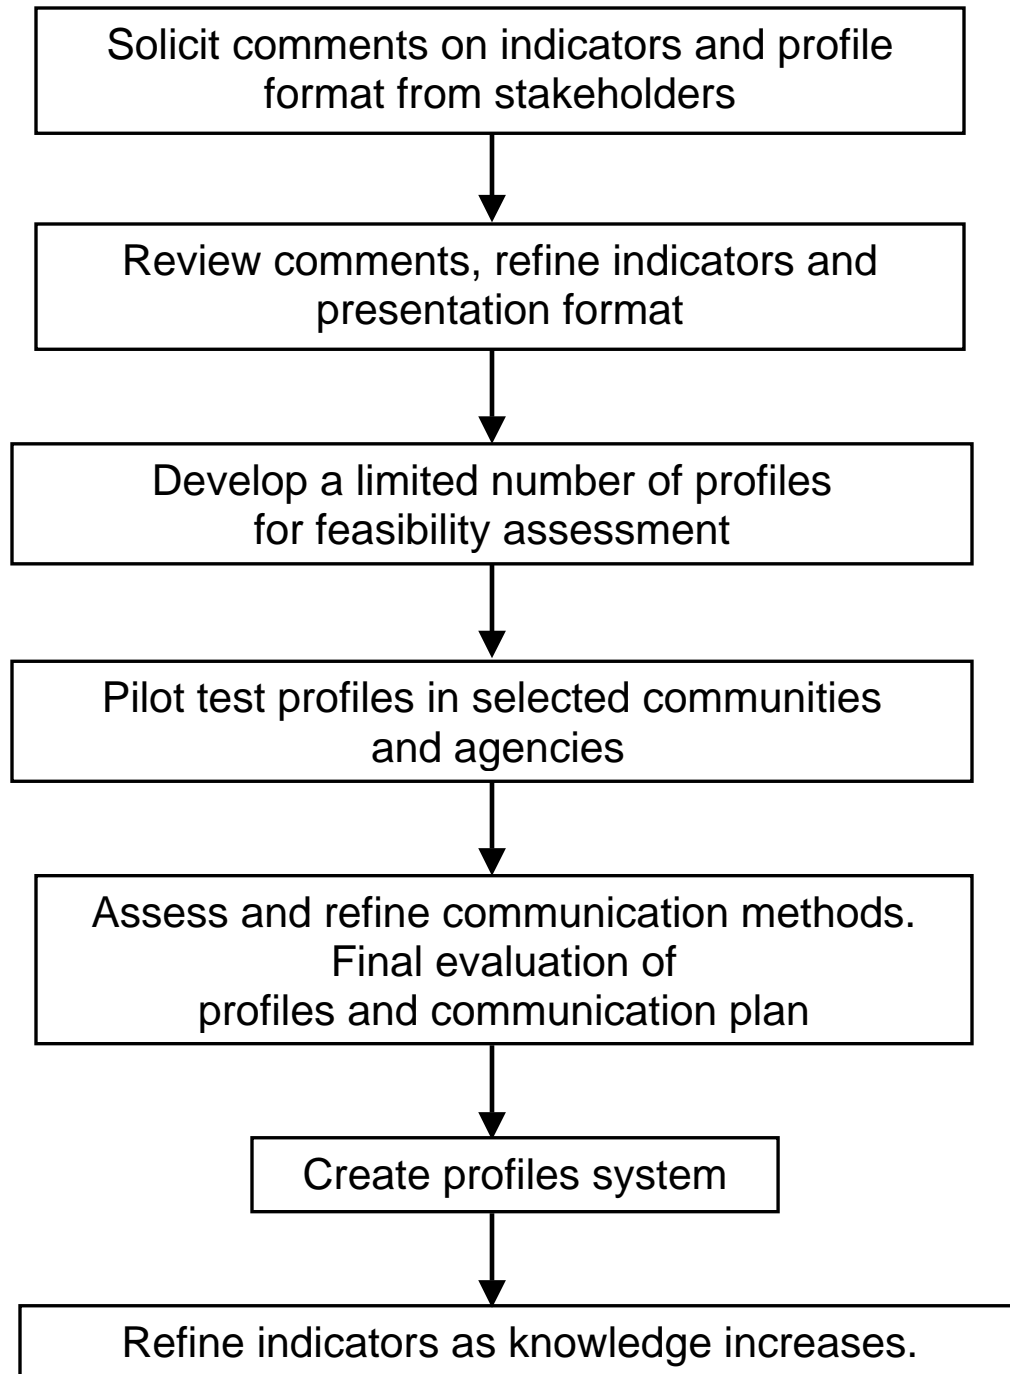 Solicit comments on indicators and profile
format from stakeholders
Review comments, refine indicators and
presentation format
Develop a limited number of profiles
for feasibility assessment
Pilot test profiles in selected communities
and agencies
Assess and refine communication methods.
Final evaluation of
profiles and communication plan
Create profiles system
Refine indicators as knowledge increases.